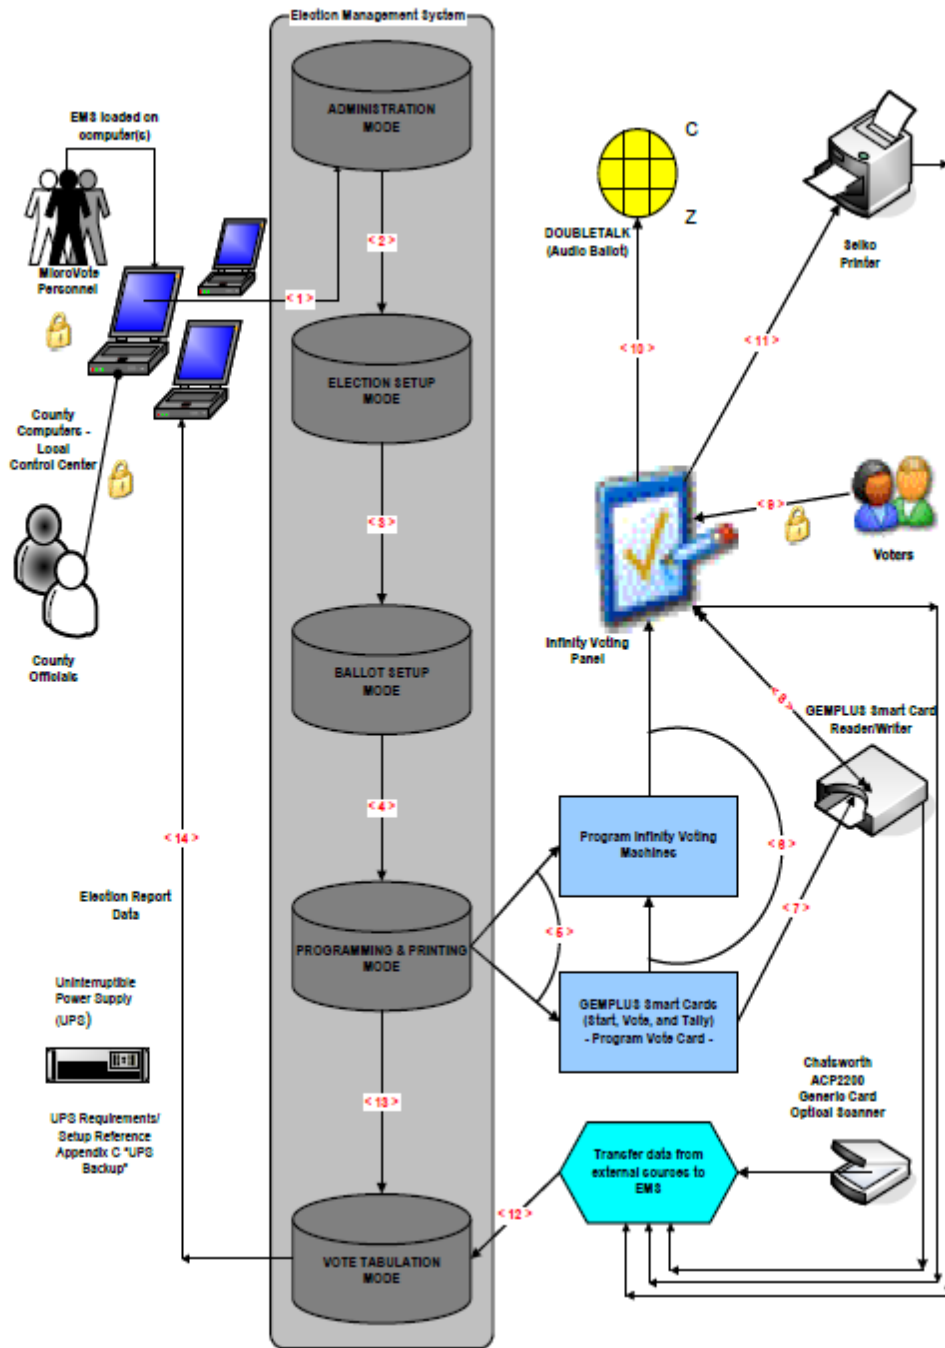 Election Management System
ADMINISTRATION
MODE
EMS loaded on
computer(s)
C
Z
DOUBLETALK
(Audio Ballot)
Seiko
Printer
MicroVote
Personnel
< 1 >
< 2 >
ELECTION SETUP
MODE
County
Computers -
Local
Control Center
< 10 >
< 11 >
< 9 >
Voters
< 3 >
County
Officials
Infinity Voting
Panel
BALLOT SETUP
MODE
< 8 >
GEMPLUS Smart Card
Reader/Writer
< 4 >
< 14 >
Program Infinity Voting
Machines
< 6 >
Election Report
Data
< 7 >
< 5 >
PROGRAMMING & PRINTING
MODE
GEMPLUS Smart Cards
(Start, Vote, and Tally)
- Program Vote Card -
Uninterruptible
Power Supply
(UPS)
Chatsworth
ACP2200
Generic Card
Optical Scanner
< 13 >
UPS Requirements/
Setup Reference
Appendix C "UPS
Backup"
Transfer data from
external sources to
EMS
< 12 >
VOTE TABULATION
MODE